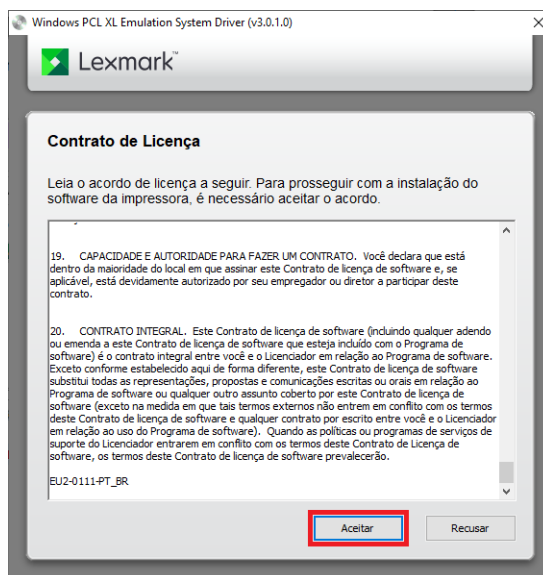 Windows PCL XL Emulation System Driver (v3.0.1.0)
Lexmark™
Contrato de Licença
Leia o acordo de licença a seguir. Para prosseguir com a instalação do
software da impressora, é necessário aceitar o acordo.
19. CAPACIDADE E AUTORIDADE PARA FAZER UM CONTRATO. Você declara que está
dentro da maioridade do local em que assinar este Contrato de licença de software e, se
aplicável, está devidamente autorizado por seu empregador ou diretor a participar deste
contrato.
20. CONTRATO INTEGRAL. Este Contrato de licença de software (incluindo qualquer adendo
ou emenda a este Contrato de licença de software que esteja incluído com o Programa de
software) é o contrato integral entre você e o Licenciador em relação ao Programa de software.
Exceto conforme estabelecido aqui de forma diferente, este Contrato de licença de software
substitui todas as representações, propostas e comunicações escritas ou orais em relação ao
Programa de software ou qualquer outro assunto coberto por este Contrato de licença de
software (exceto na medida em que tais termos externos não entrem em conflito com os termos
deste Contrato de licença de software e qualquer contrato por escrito entre você e o Licenciador
em relação ao uso do Programa de software). Quando as políticas ou programas de serviços de
suporte do Licenciador entrarem em conflito com os termos deste Contrato de Licença de
software, os termos deste Contrato de licença de software prevalecerão.
EU2-0111-PT_BR
Aceitar
Recusar